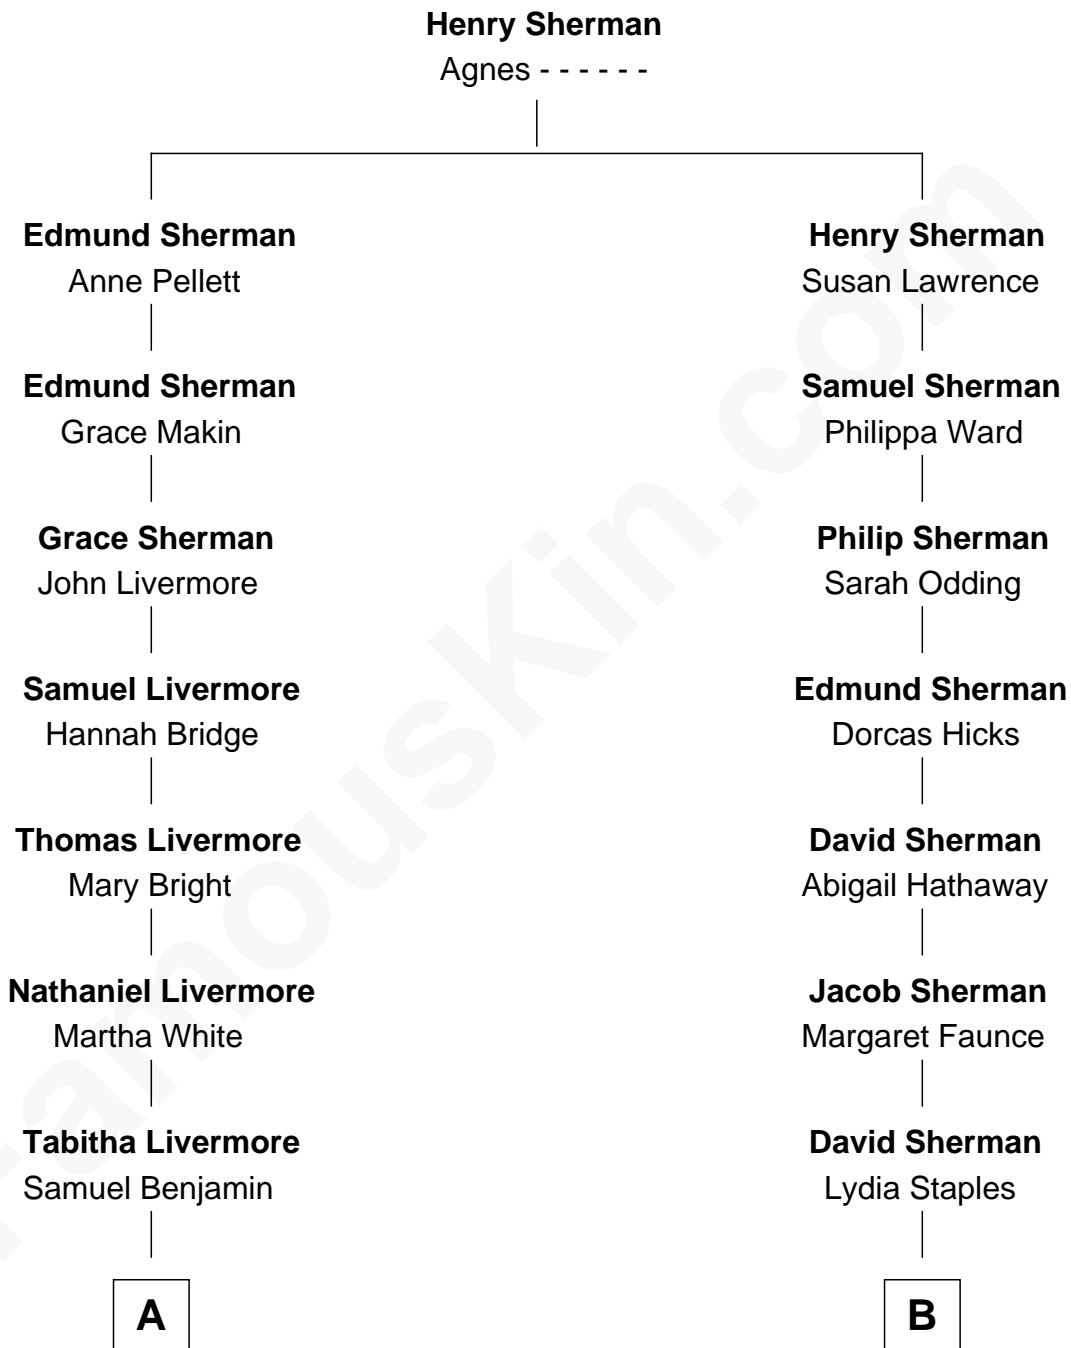 Henry Sherman
Agnes - - - - - -
Edmund Sherman
Anne Pellett
Henry Sherman
Susan Lawrence
Edmund Sherman
Grace Makin
Samuel Sherman
Philippa Ward
Grace Sherman
John Livermore
Philip Sherman
Sarah Odding
Samuel Livermore
Hannah Bridge
Edmund Sherman
Dorcas Hicks
Thomas Livermore
Mary Bright
David Sherman
Abigail Hathaway
Nathaniel Livermore
Martha White
Jacob Sherman
Margaret Faunce
Tabitha Livermore
Samuel Benjamin
David Sherman
Lydia Staples
A
B
FamousKin.com